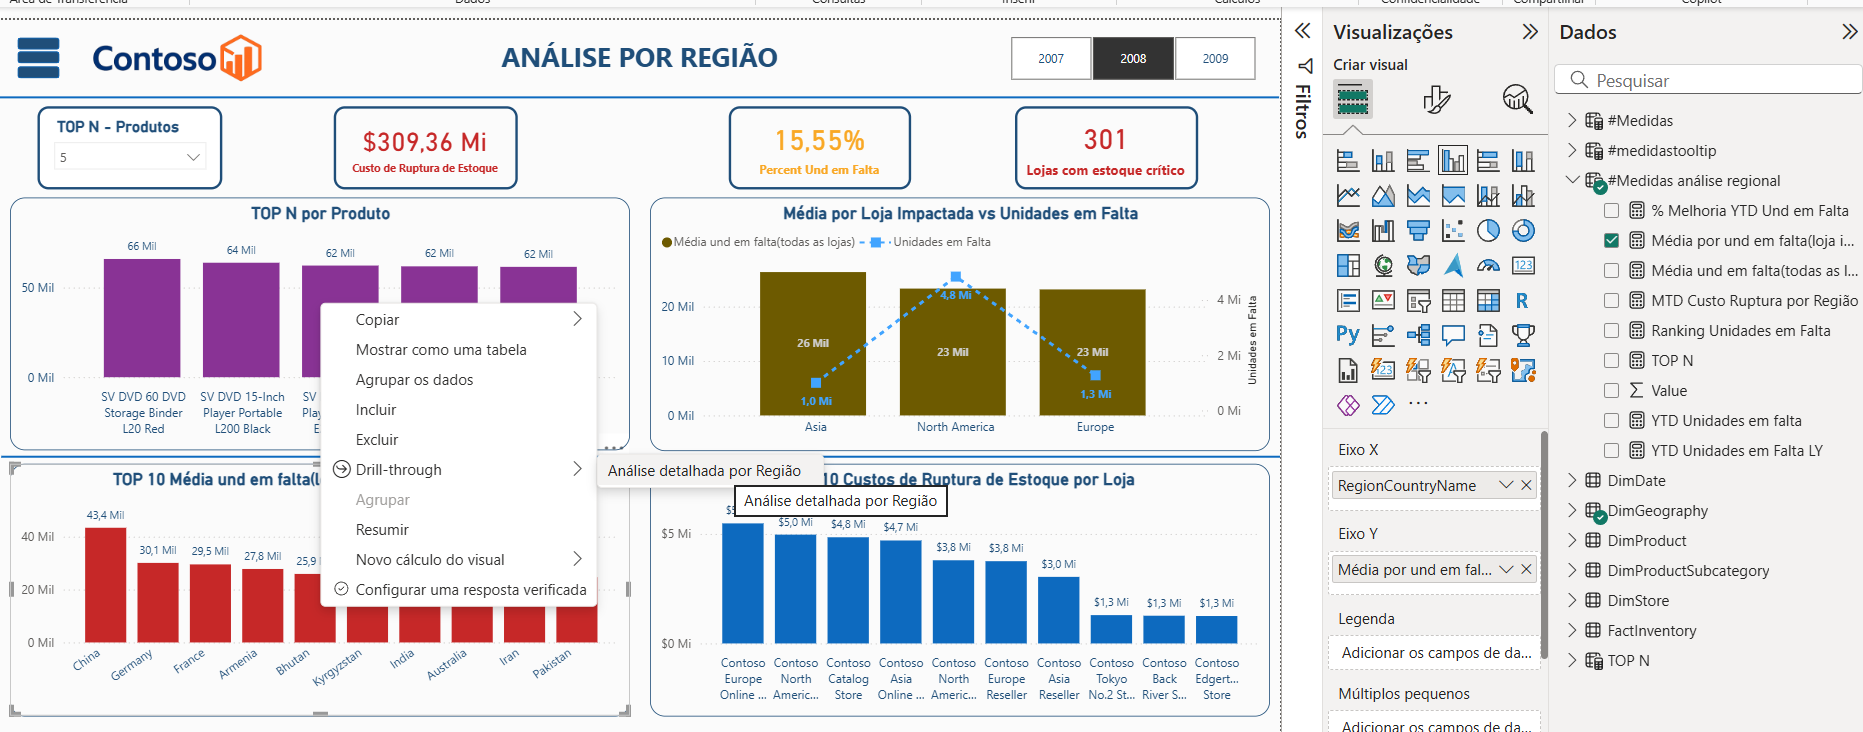 Área de Transferência
Dados
Consultas
Inserir
Cálculos
Confidencialidade
Compartilhar
Copilot
Contoso
ANÁLISE POR REGIÃO
2007
2008
2009
TOP N - Produtos
5
$309,36 Mi
Custo de Ruptura de Estoque
15,55%
Percent Und em Falta
301
Lojas com estoque crítico
TOP N por Produto
66 Mil
64 Mil
62 Mil
62 Mil
62 Mil
50 Mil
0 Mil
SV DVD 60 DVD
Storage Binder
L20 Red
SV DVD 15-Inch
Player Portable
L200 Black
Média por Loja Impactada vs Unidades em Falta
Média und em falta(todas as lojas)
Unidades em Falta
20 Mil
10 Mil
0 Mil
26 Mil
23 Mil
23 Mil
1,0 Mi
4,8 Mi
1,3 Mi
4 Mi
2 Mi
0 Mi
Unidades em Falta
Asia
North America
Europe
Copiar
Mostrar como uma tabela
Agrupar os dados
Incluir
Excluir
Drill-through
Agrupar
Resumir
Novo cálculo do visual
Configurar uma resposta verificada
Análise detalhada por Região
Análise detalhada por Região
TOP 10 Média und em falta(l
43,4 Mil
30,1 Mil
29,5 Mil
27,8 Mil
25,9
40 Mil
20 Mil
0 Mil
China
Germany
France
Armenia
Bhutan
Kyrgyzstan
India
Australia
Iran
Pakistan
10 Custos de Ruptura de Estoque por Loja
$5,0 Mi
$4,8 Mi
$4,7 Mi
$3,8 Mi
$3,8 Mi
$3,0 Mi
$1,3 Mi
$1,3 Mi
$1,3 Mi
$5 Mi
$0 Mi
Contoso
Europe
Online ...
Contoso
North
Americ...
Contoso
Catalog
Store
Contoso
Asia
Online ...
Contoso
North
Americ...
Contoso
Europe
Reseller
Contoso
Asia
Reseller
Contoso
Tokyo
No.2 St...
Contoso
Back
River S...
Contoso
Edgert...
Store
Filtros
Visualizações
Criar visual
123
R
Py
123
Eixo X
RegionCountryName
Eixo Y
Média por und em fal...
Legenda
Adicionar os campos de da...
Múltiplos pequenos
Adicionar os campos de da...
Dados
Pesquisar
#Medidas
#medidastooltip
#Medidas análise regional
% Melhoria YTD Und em Falta
Média por und em falta(loja i...
Média und em falta(todas as l...
MTD Custo Ruptura por Região
Ranking Unidades em Falta
TOP N
Value
YTD Unidades em falta
YTD Unidades em Falta LY
DimDate
DimGeography
DimProduct
DimProductSubcategory
DimStore
FactInventory
TOP N